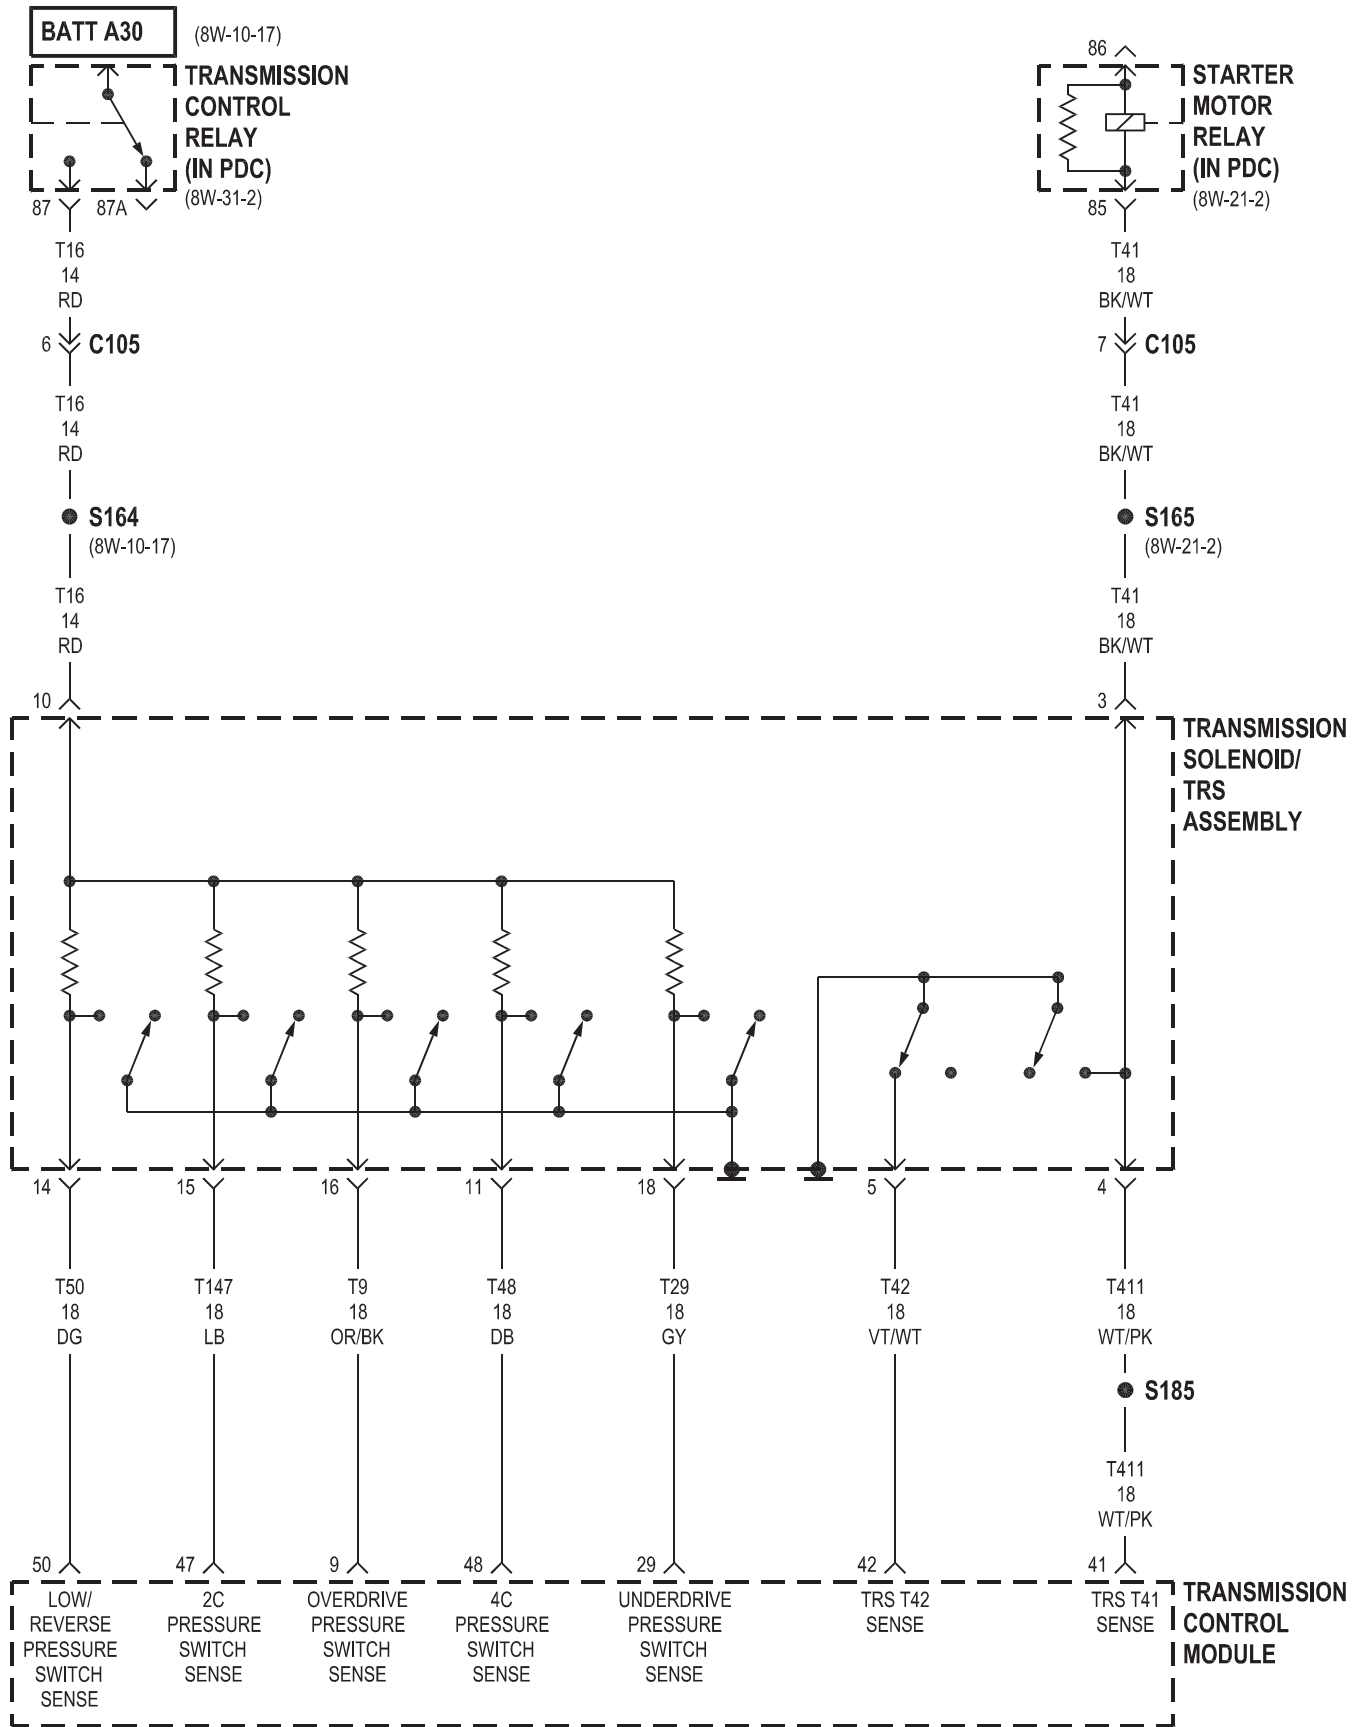 BATT A30
(8W-10-17)
TRANSMISSION
CONTROL
RELAY
(IN PDC)
(8W-31-2)
87
87A
86
STARTER
MOTOR
RELAY
(IN PDC)
(8W-21-2)
85
T16
14
RD
T41
18
BK/WT
6
C105
7
C105
T16
14
RD
T41
18
BK/WT
S164
(8W-10-17)
S165
(8W-21-2)
T16
14
RD
T41
18
BK/WT
10
3
TRANSMISSION
SOLENOID/
TRS
ASSEMBLY
14
15
16
11
18
5
4
T50
18
DG
T147
18
LB
T9
18
OR/BK
T48
18
DB
T29
18
GY
T42
18
VT/WT
T411
18
WT/PK
S185
T411
18
WT/PK
50
47
9
48
29
42
41
LOW/
REVERSE
PRESSURE
SWITCH
SENSE
2C
PRESSURE
SWITCH
SENSE
OVERDRIVE
PRESSURE
SWITCH
SENSE
4C
PRESSURE
SWITCH
SENSE
UNDERDRIVE
PRESSURE
SWITCH
SENSE
TRS T42
SENSE
TRS T41
SENSE
TRANSMISSION
CONTROL
MODULE